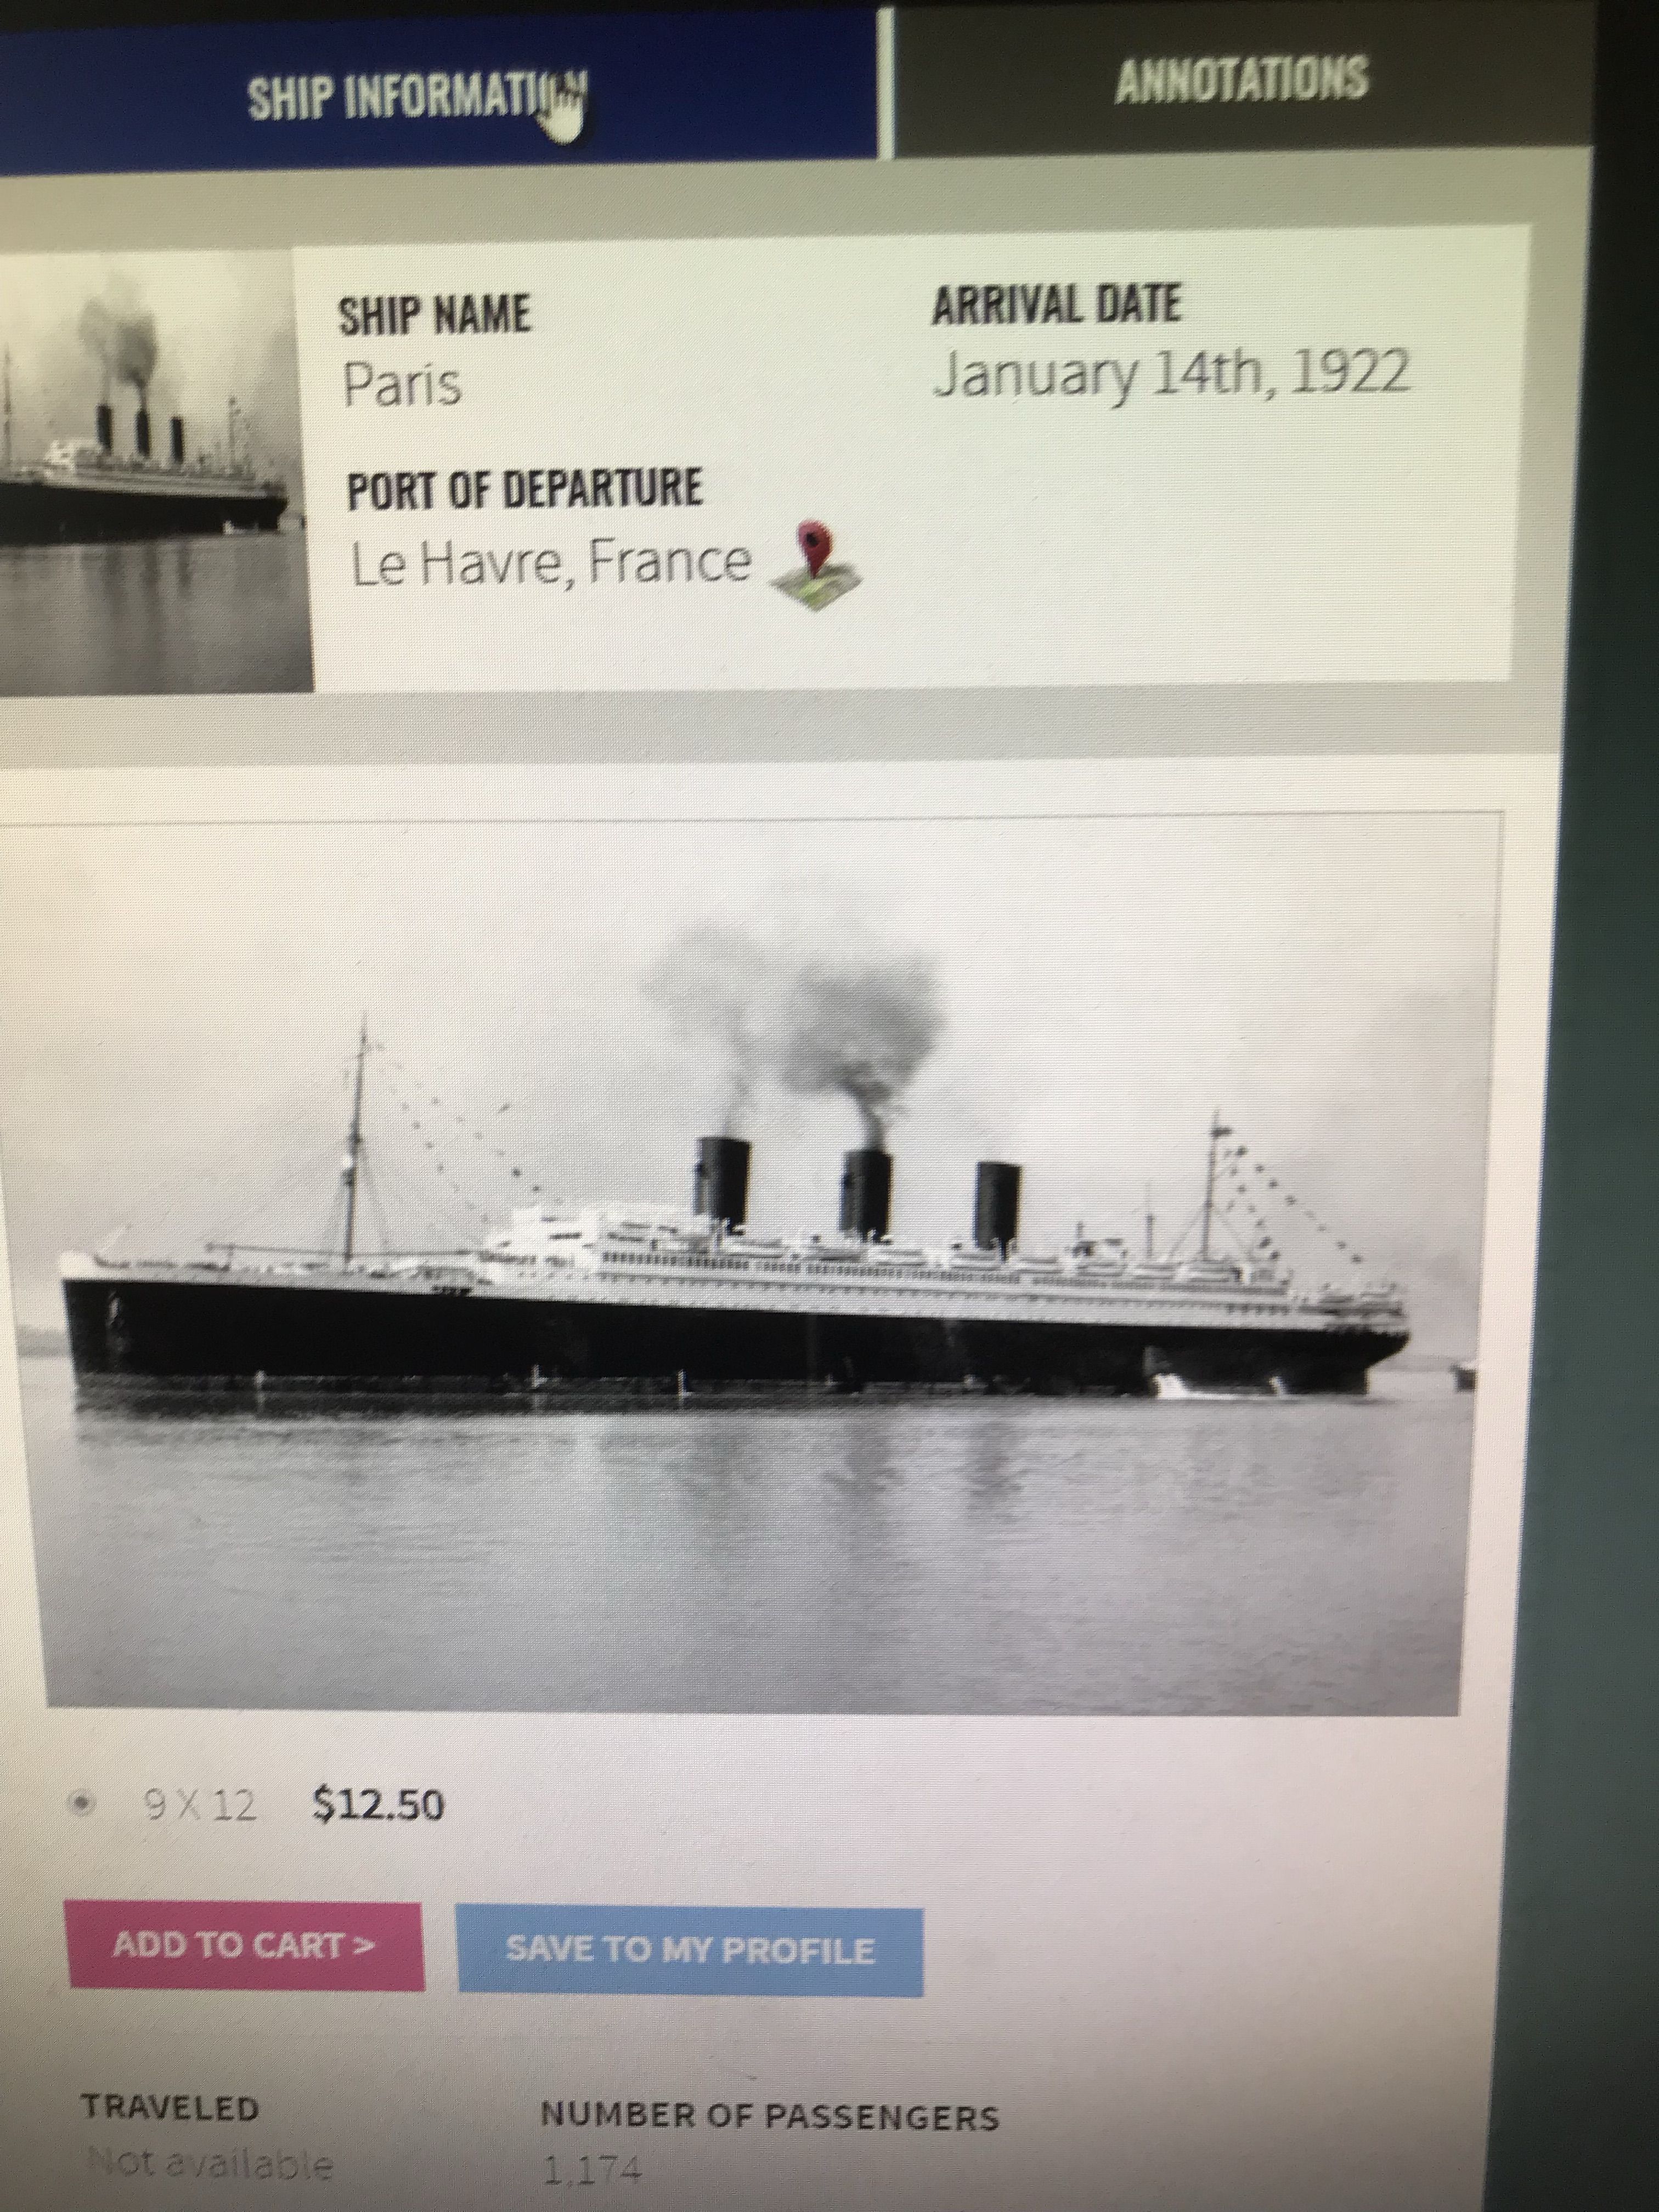 SHIP INFORMATION
ANNOTATIONS
SHIP NAME
Paris
ARRIVAL DATE
January 14th, 1922
PORT OF DEPARTURE
Le Havre, France
9 X 12 $12.50
ADD TO CART >
SAVE TO MY PROFILE
TRAVELED
Not available
NUMBER OF PASSENGERS
1,174